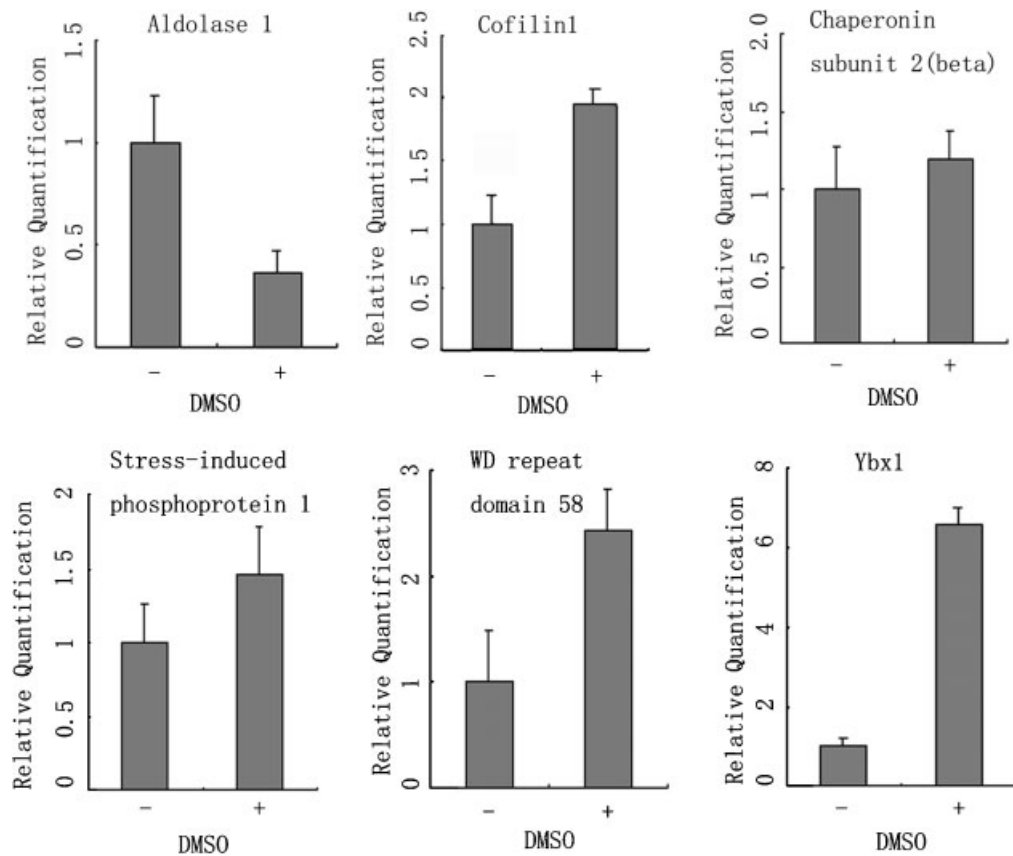 Aldolase 1
Relative Quantification
1.5
1
0.5
0
-
+
DMSO
Cofilin1
Relative Quantification
2.5
2
1.5
1
0.5
0
-
+
DMSO
Chaperonin
subunit 2(beta)
Relative Quantification
2.0
1.5
1
0.5
0
-
+
DMSO
Stress-induced
phosphoprotein 1
Relative Quantification
2
1.5
1
0.5
0
-
+
DMSO
WD repeat
domain 58
Relative Quantification
3
2
1
0
-
+
DMSO
Ybx1
Relative Quantification
8
6
4
2
0
-
+
DMSO